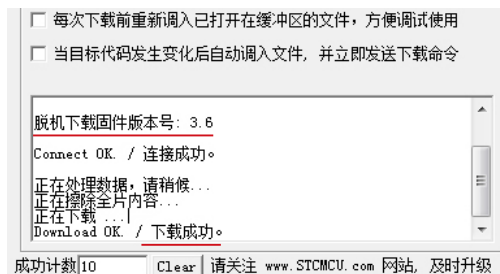 每次下载前重新调入已打开在缓冲区的文件，方便调试使用
当目标代码发生变化后自动调入文件，并立即发送下载命令
脱机下载固件版本号: 3.6
Connect OK. / 连接成功。
正在处理数据，请稍候...
正在擦除全片内容...
正在下载 ...
Download OK. / 下载成功。
成功计数 10 Clear 请关注 www.STCMCU.com 网站, 及时升级